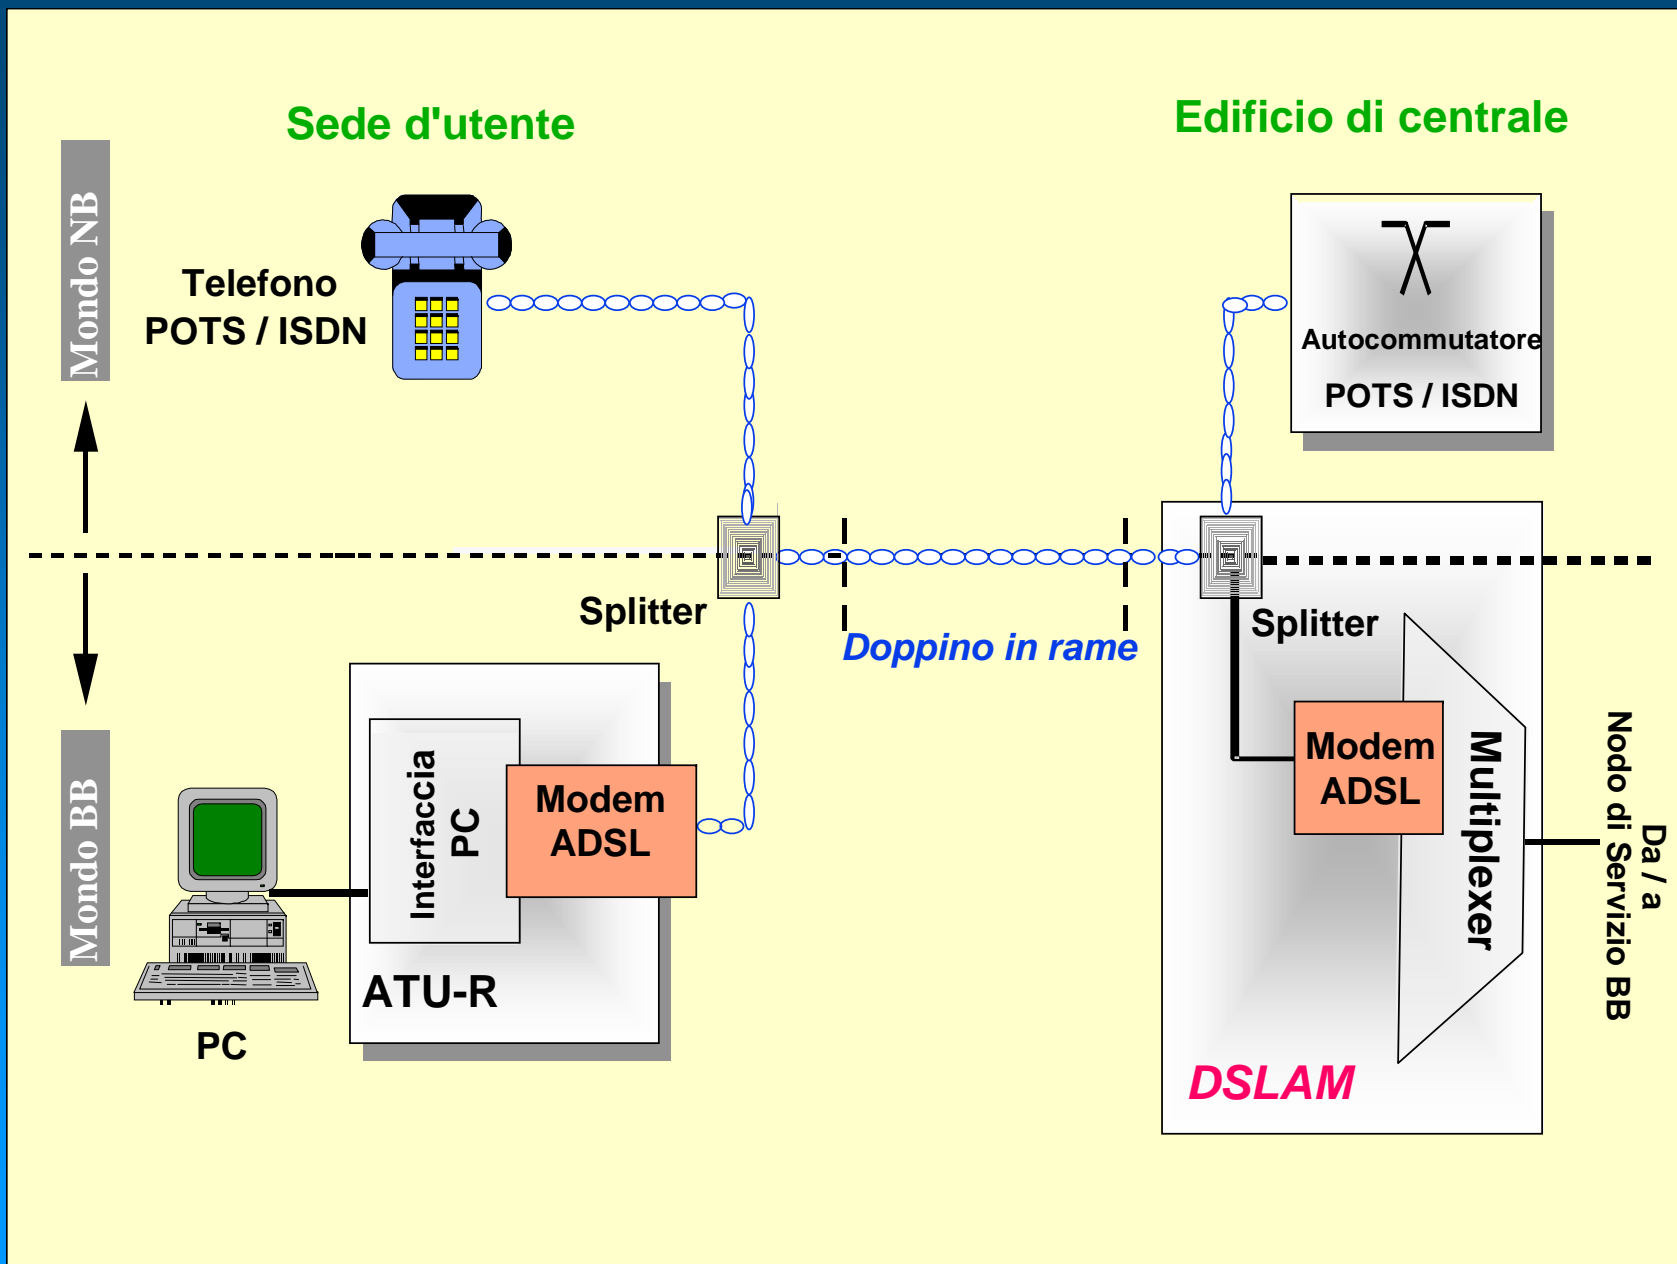 Sede d'utente
Edificio di centrale
Mondo NB
Telefono
POTS / ISDN
Autocommutatore
POTS / ISDN
Splitter
Doppino in rame
Splitter
Mondo BB
PC
Interfaccia
PC
Modem
ADSL
ATU-R
Modem
ADSL
Multiplexer
DSLAM
Da / a
Nodo di Servizio BB